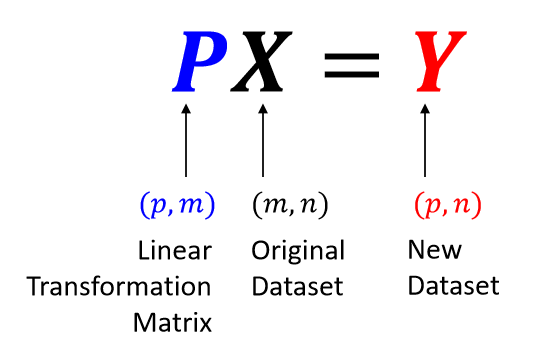 PX = Y
(p, m) (m, n) (p, n)
Linear Original New
Transformation Dataset Dataset
Matrix